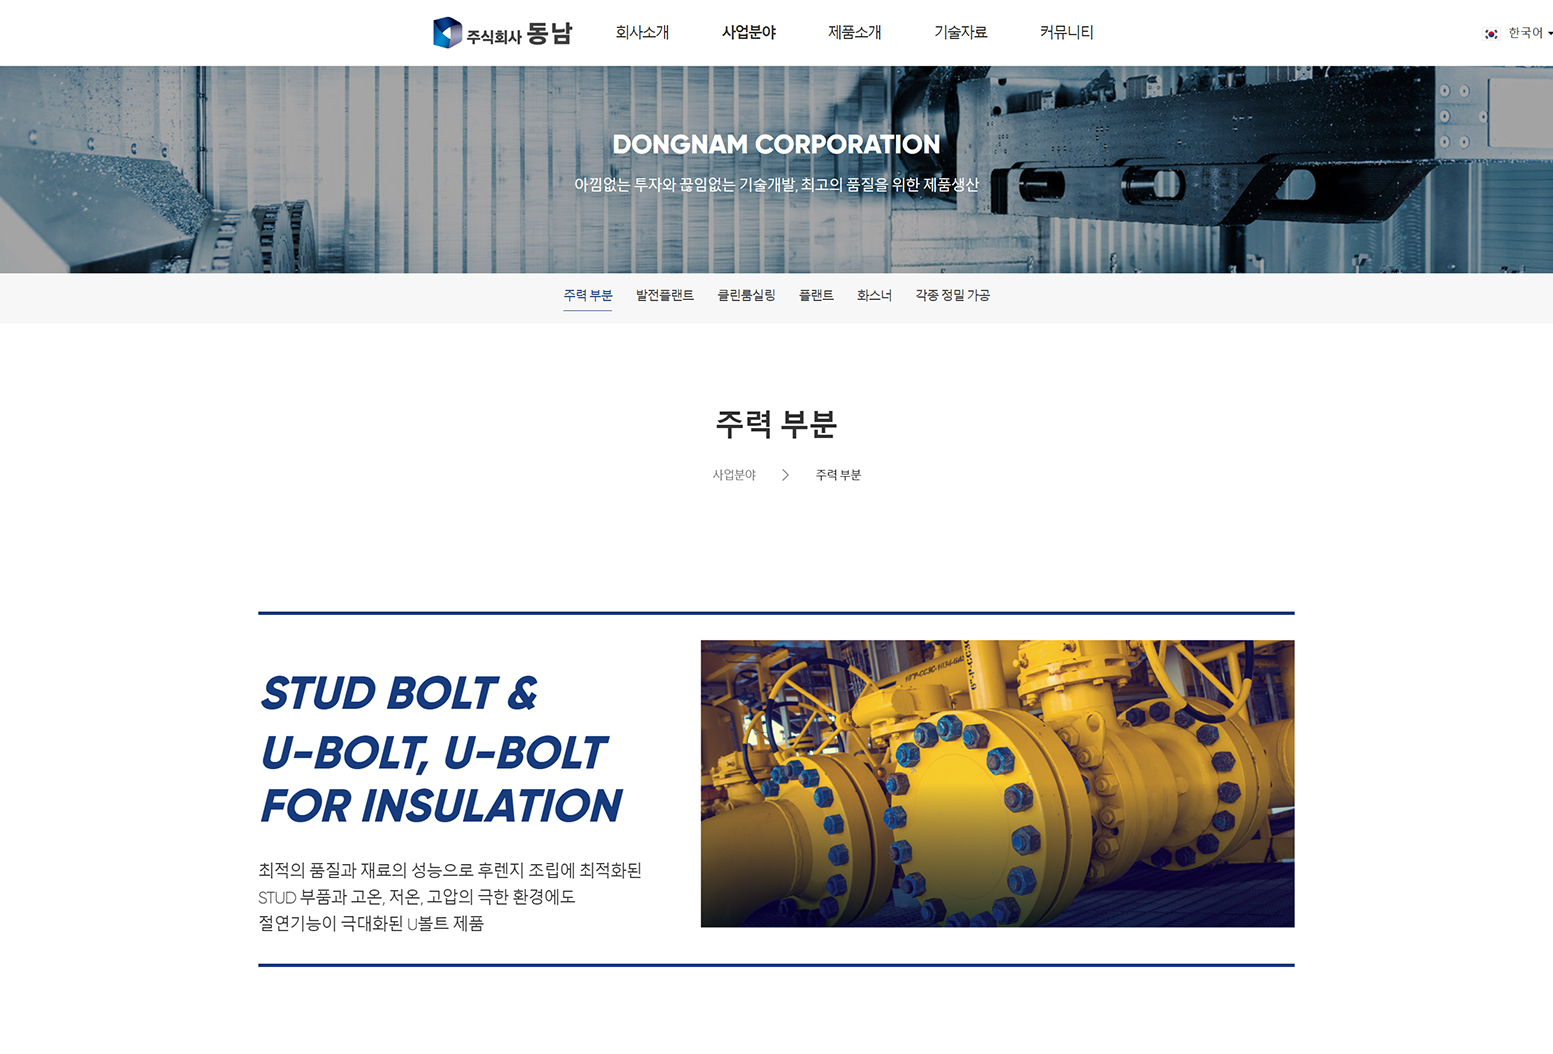 주식회사 동남
회사소개 사업분야 제품소개 기술자료 커뮤니티
한국어
DONGNAM CORPORATION
아낌없는 투자와 끊임없는 기술개발, 최고의 품질을 위한 제품생산
주력 부분 발전플랜트 클린룸실링 플랜트 화스너 각종 정밀 가공
주력 부분
사업분야 > 주력 부분
STUD BOLT &
U-BOLT, U-BOLT
FOR INSULATION
최적의 품질과 재료의 성능으로 후렌지 조립에 최적화된
STUD 부품과 고온, 저온, 고압의 극한 환경에도
절연기능이 극대화된 U볼트 제품